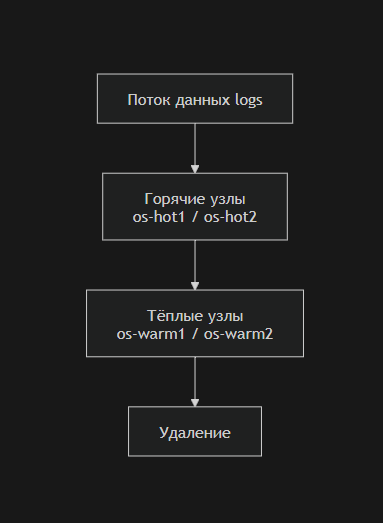 Поток данных logs
Горячие узлы
os-hot1 / os-hot2
Тёплые узлы
os-warm1 / os-warm2
Удаление